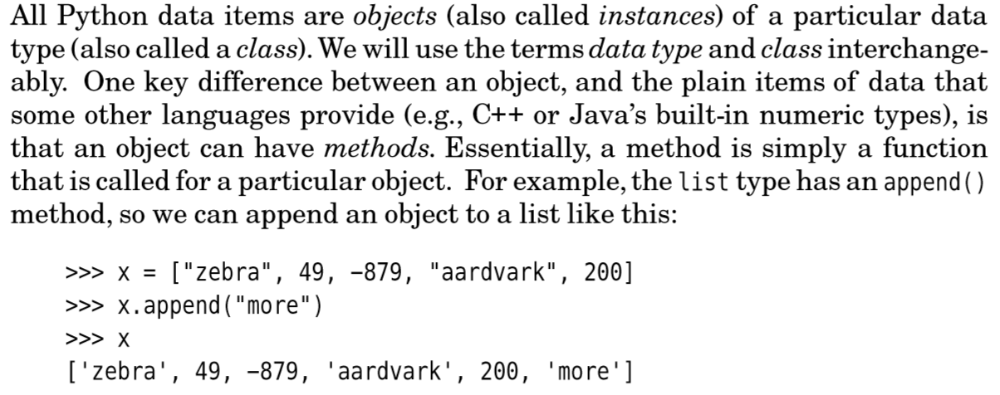 All Python data items are objects (also called instances) of a particular data
type (also called a class). We will use the terms data type and class interchange-
ably. One key difference between an object, and the plain items of data that
some other languages provide (e.g., C++ or Java’s built-in numeric types), is
that an object can have methods. Essentially, a method is simply a function
that is called for a particular object. For example, the list type has an append()
method, so we can append an object to a list like this:
>>> x = ["zebra", 49, −879, "aardvark", 200]
>>> x.append("more")
>>> x
['zebra', 49, −879, 'aardvark', 200, 'more']